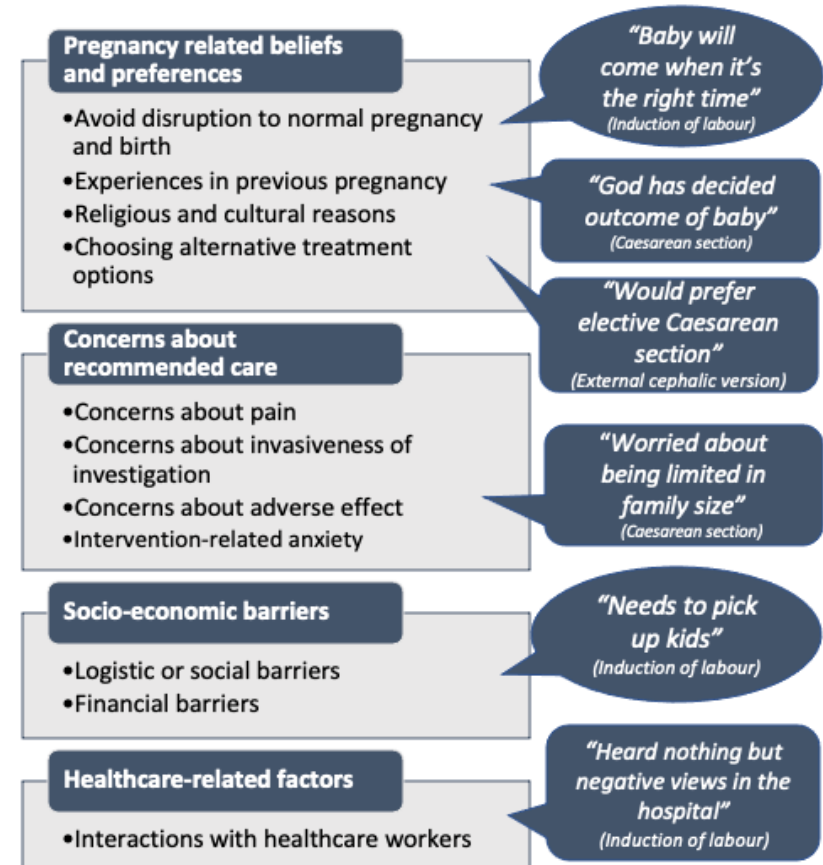 Pregnancy related beliefs
and preferences
•Avoid disruption to normal pregnancy
and birth
•Experiences in previous pregnancy
•Religious and cultural reasons
•Choosing alternative treatment
options
“Baby will
come when it’s
the right time”
(Induction of labour)
“God has decided
outcome of baby”
(Caesarean section)
“Would prefer
elective Caesarean
section”
(External cephalic version)
Concerns about
recommended care
•Concerns about pain
•Concerns about invasiveness of
investigation
•Concerns about adverse effect
•Intervention-related anxiety
“Worried about
being limited in
family size”
(Caesarean section)
Socio-economic barriers
•Logistic or social barriers
•Financial barriers
“Needs to pick
up kids”
(Induction of labour)
Healthcare-related factors
•Interactions with healthcare workers
“Heard nothing but
negative views in the
hospital”
(Induction of labour)